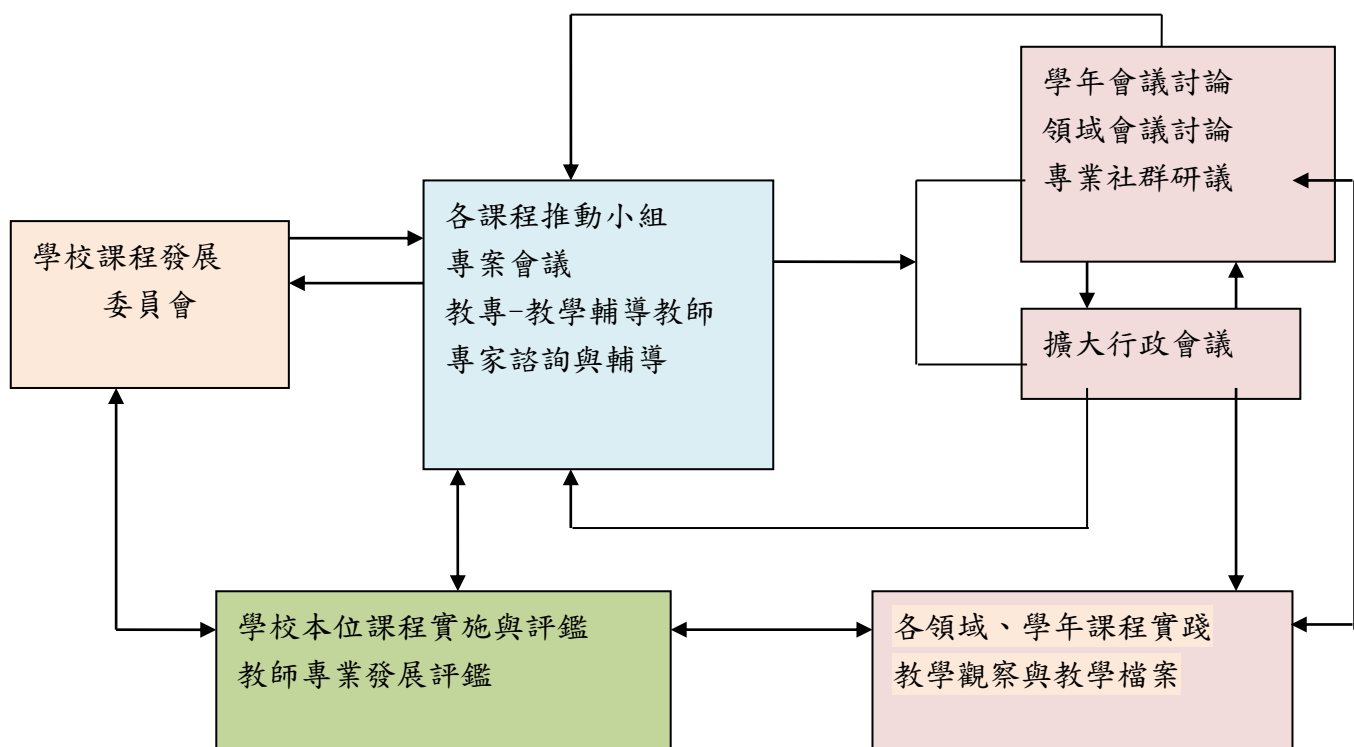 學年會議討論
領域會議討論
專業社群研議
各課程推動小組
專案會議
教專-教學輔導教師
專家諮詢與輔導
學校課程發展
委員會
擴大行政會議
學校本位課程實施與評鑑
教師專業發展評鑑
各領域、學年課程實踐
教學觀察與教學檔案